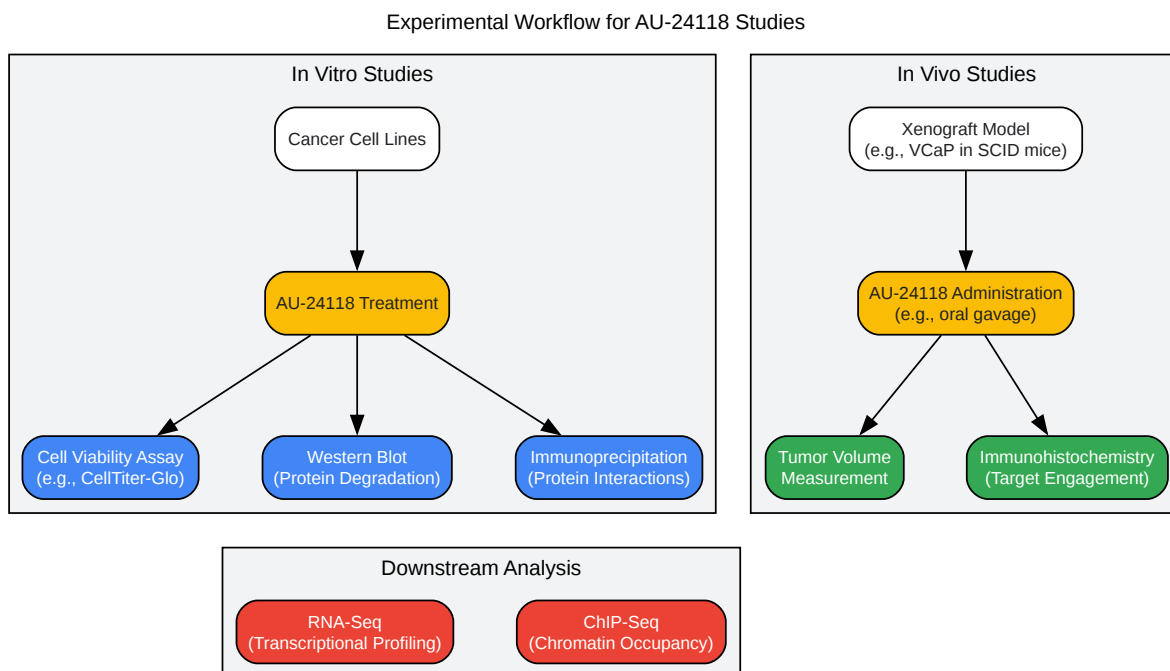 Experimental Workflow for AU-24118 Studies
In Vitro Studies
Cancer Cell Lines
AU-24118 Treatment
Cell Viability Assay
(e.g., CellTiter-Glo)
Western Blot
(Protein Degradation)
Immunoprecipitation
(Protein Interactions)
In Vivo Studies
Xenograft Model
(e.g., VCaP in SCID mice)
AU-24118 Administration
(e.g., oral gavage)
Tumor Volume
Measurement
Immunohistochemistry
(Target Engagement)
Downstream Analysis
RNA-Seq
(Transcriptional Profiling)
ChIP-Seq
(Chromatin Occupancy)